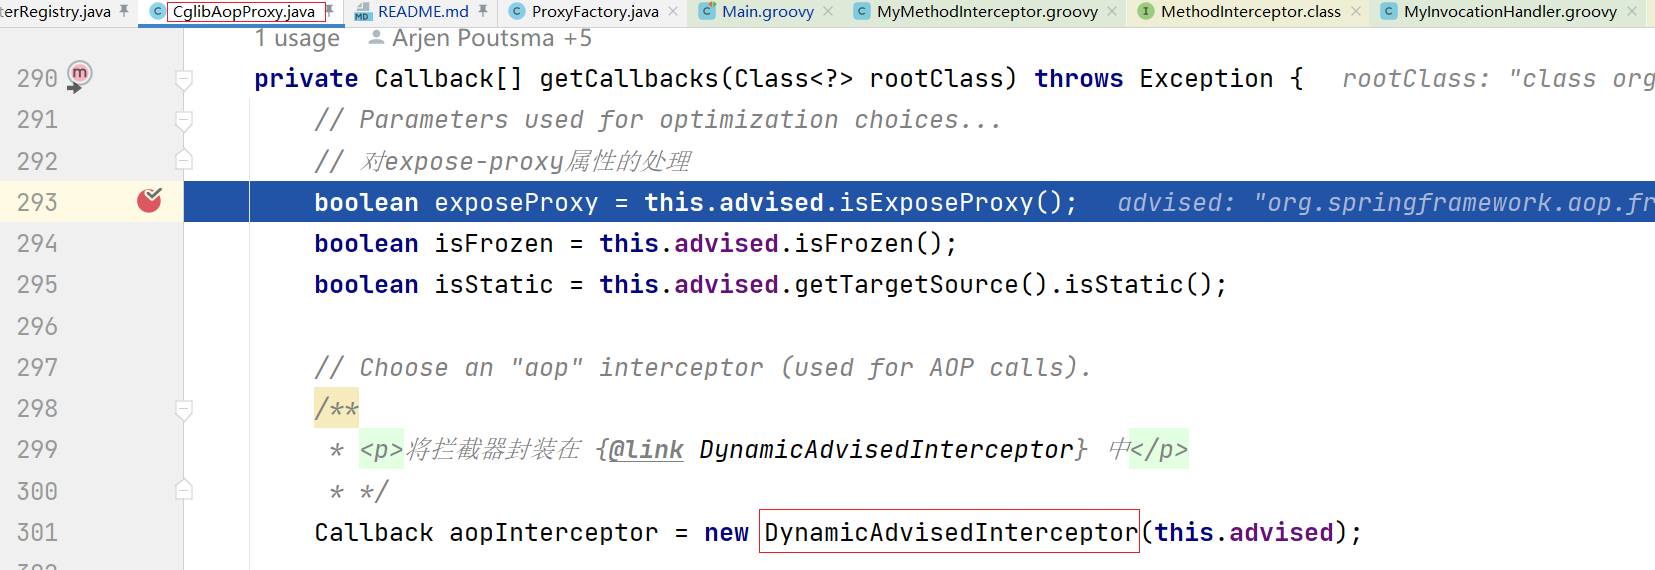 terRegistry.java CglibAopProxy.java README.md ProxyFactory.java Main.groovy MyMethodInterceptor.groovy MethodInterceptor.class MyInvocationHandler.groovy
1 usage Arjen Poutsma +5
290 private Callback[] getCallbacks(Class<?> rootClass) throws Exception { rootClass: "class org
291 // Parameters used for optimization choices...
292 // 对expose-proxy属性的处理
293 boolean exposeProxy = this.advised.isExposeProxy(); advised: "org.springframework.aop.fr
294 boolean isFrozen = this.advised.isFrozen();
295 boolean isStatic = this.advised.getTargetSource().isStatic();
296
297 // Choose an "aop" interceptor (used for AOP calls).
298 /**
299 * <p>将拦截器封装在 {@link DynamicAdvisedInterceptor} 中</p>
300 * */
301 Callback aopInterceptor = new DynamicAdvisedInterceptor(this.advised);